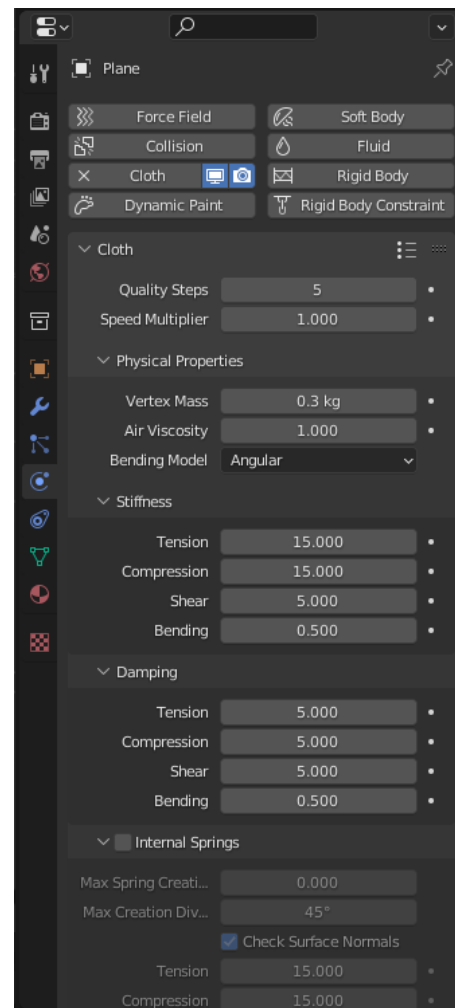 Plane
Force Field Soft Body
Collision Fluid
Cloth Rigid Body
Dynamic Paint Rigid Body Constraint
Cloth
Quality Steps 5
Speed Multiplier 1.000
Physical Properties
Vertex Mass 0.3 kg
Air Viscosity 1.000
Bending Model Angular
Stiffness
Tension 15.000
Compression 15.000
Shear 5.000
Bending 0.500
Damping
Tension 5.000
Compression 5.000
Shear 5.000
Bending 0.500
Internal Springs
Max Spring Creati... 0.000
Max Creation Div... 45°
Check Surface Normals
Tension 15.000
Compression 15.000